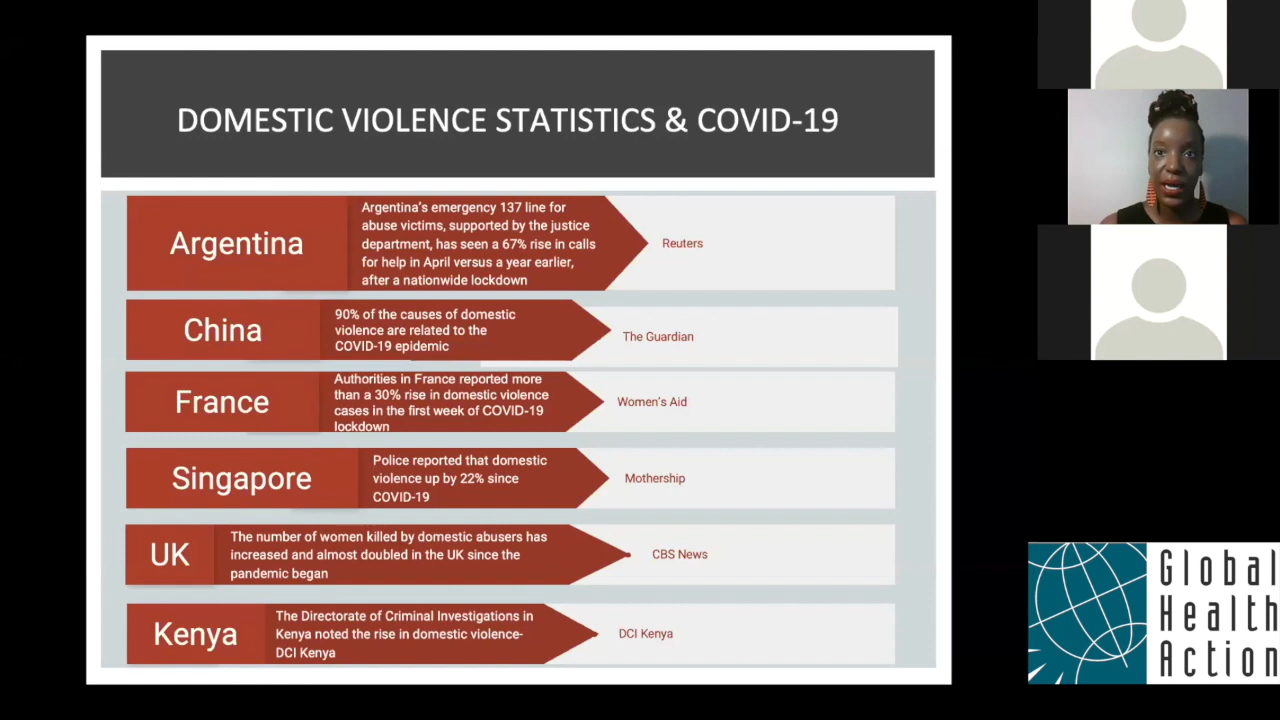 DOMESTIC VIOLENCE STATISTICS & COVID-19
Argentina
Argentina's emergency 137 line for
abuse victims, supported by the justice
department, has seen a 67% rise in calls
for help in April versus a year earlier,
after a nationwide lockdown
Reuters
China
90% of the causes of domestic
violence are related to the
COVID-19 epidemic
The Guardian
France
Authorities in France reported more
than a 30% rise in domestic violence
cases in the first week of COVID-19
lockdown
Women's Aid
Singapore
Police reported that domestic
violence up by 22% since
COVID-19
Mothership
UK
The number of women killed by domestic abusers has
increased and almost doubled in the UK since the
pandemic began
CBS News
Kenya
The Directorate of Criminal Investigations in
Kenya noted the rise in domestic violence-
DCI Kenya
DCI Kenya
Global
Health
Action